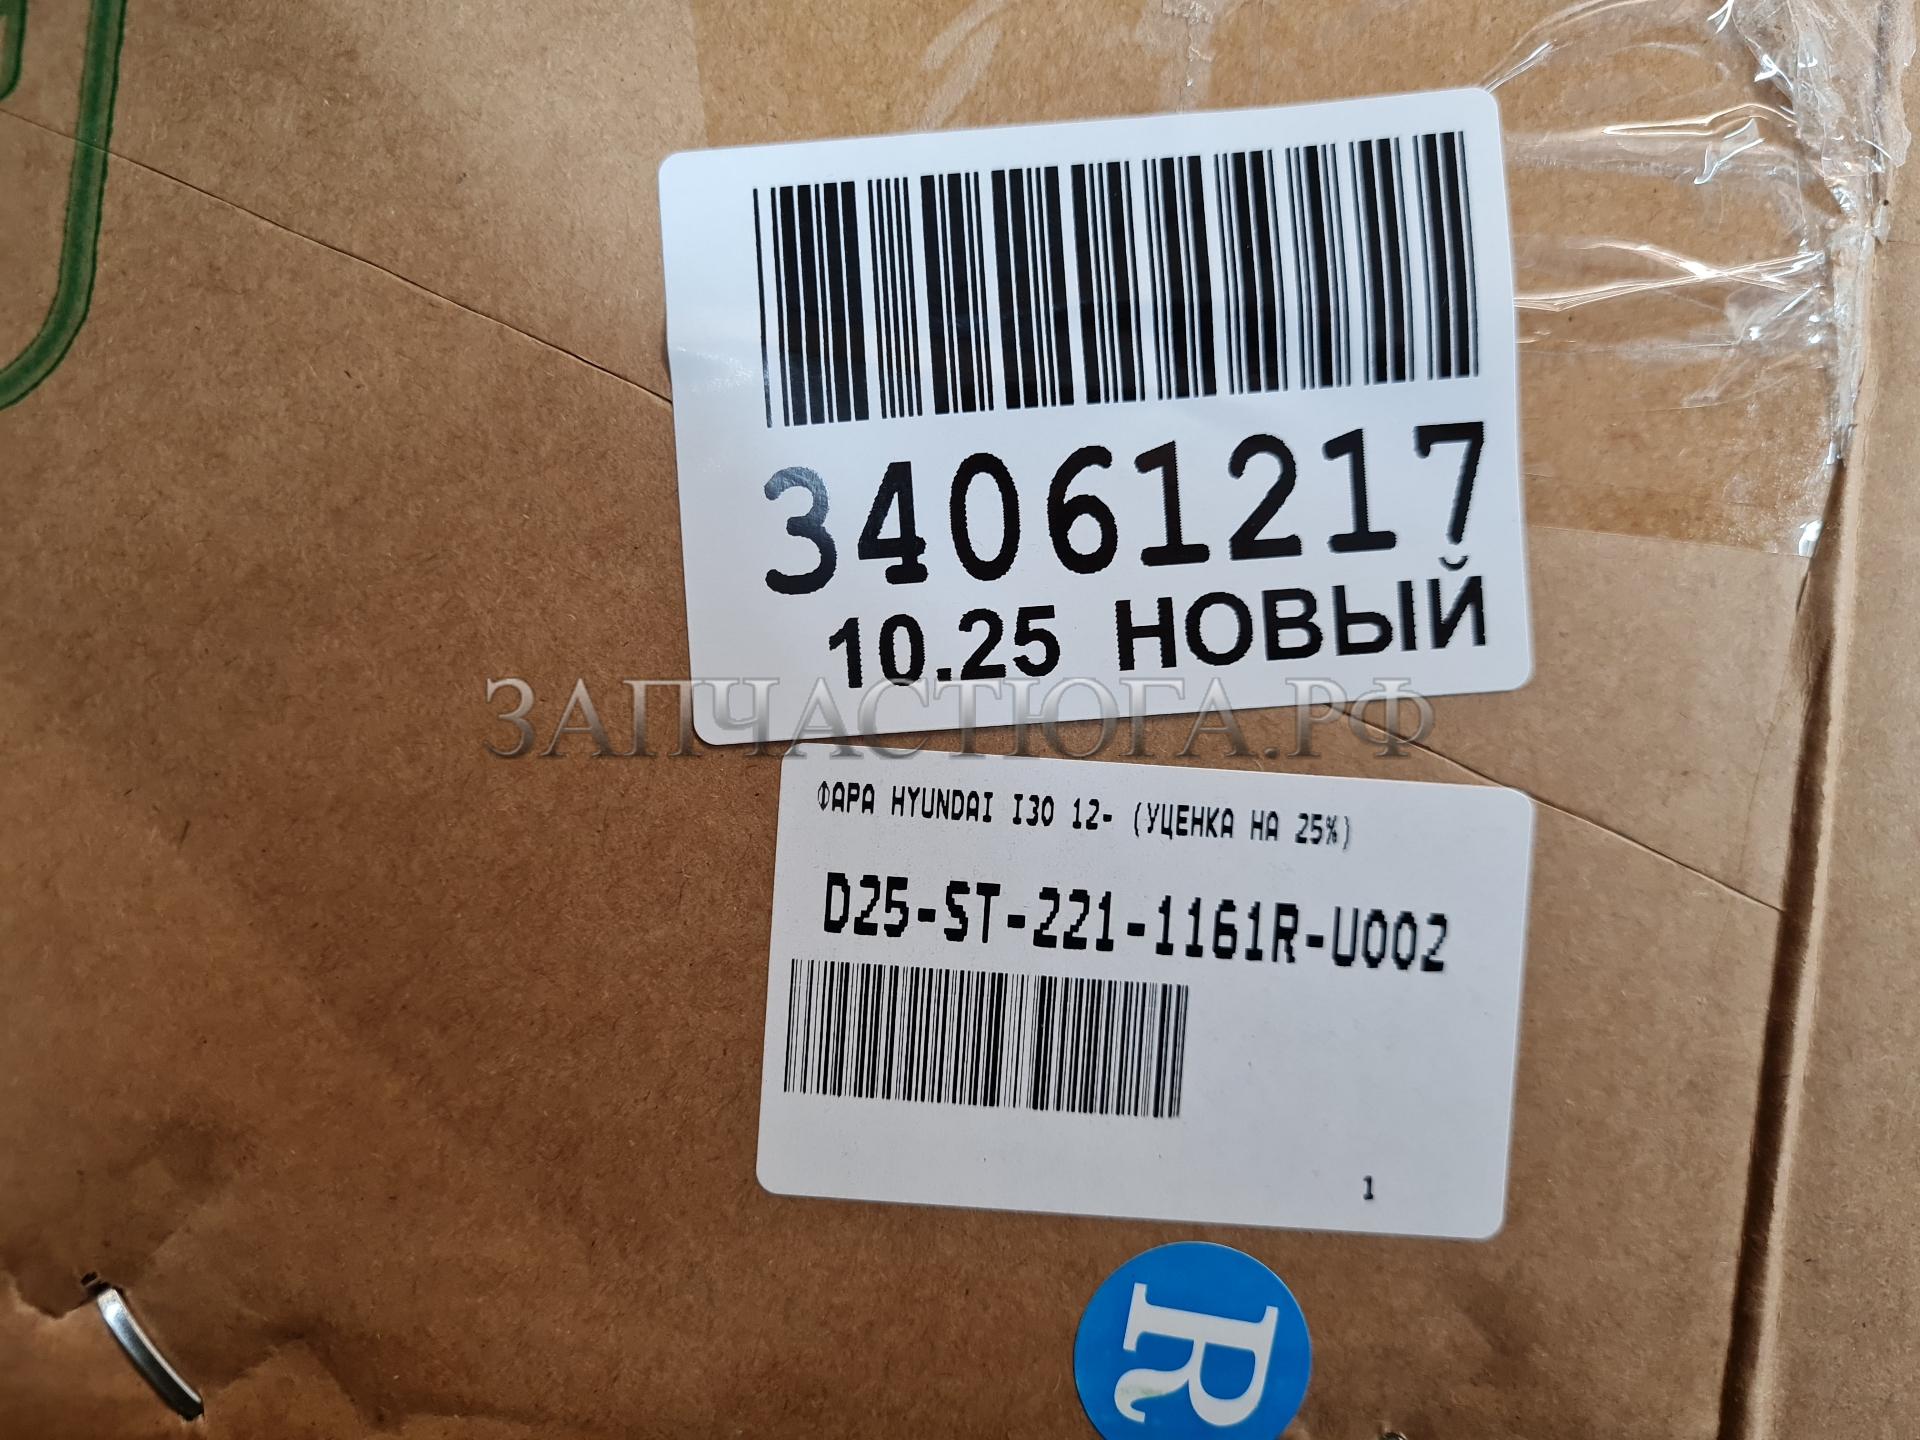 34061217
10.25 НОВЫЙ
ЗАПЧАСТЮГА.РФ
ФАРА HYUNDAI I30 12- (УЦЕНКА НА 25%)
D25-ST-221-1161R-U002
1
R